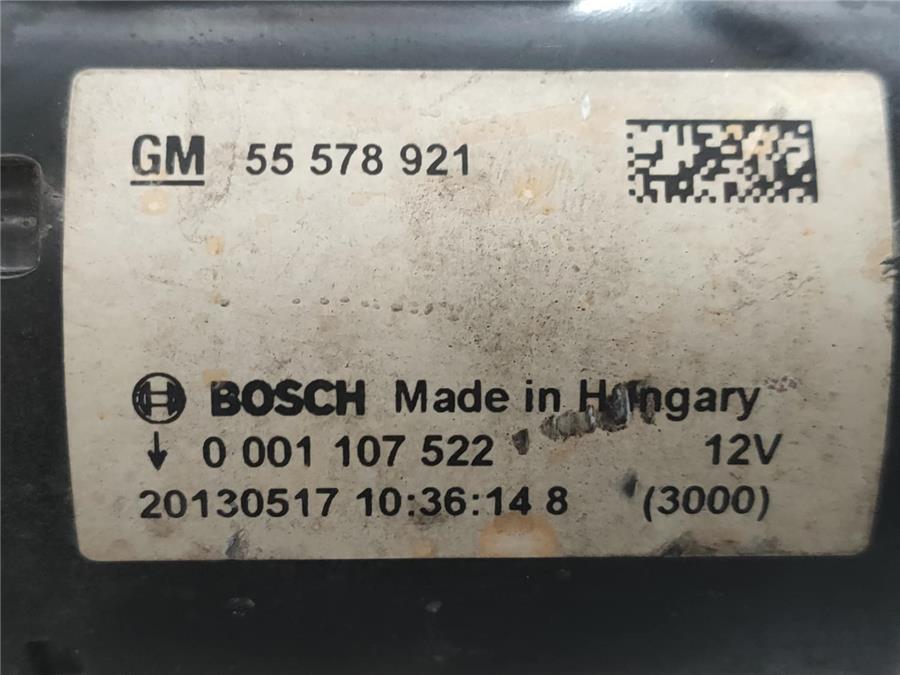 GM 55 578 921
BOSCH Made in Hungary
0 001 107 522 12V
20130517 10:36:14 8 (3000)